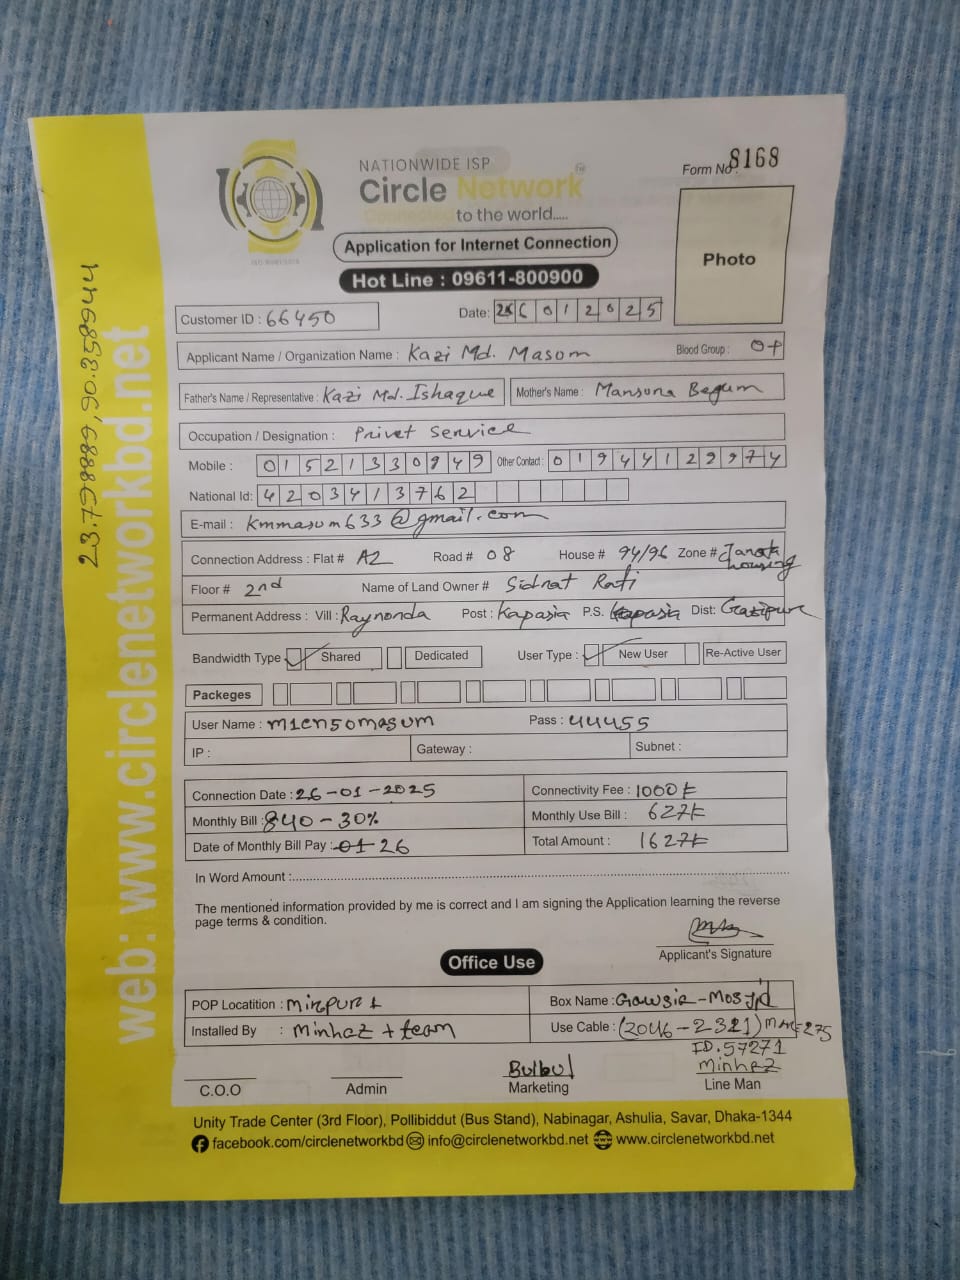 NATIONWIDE ISP
Circle Network
Connected to the world.....
Form No. 8168
Application for Internet Connection
Hot Line : 09611-800900
Photo
Customer ID : 66450
Date: 26 01 2025
Applicant Name / Organization Name : Kazi Md. Masom Blood Group : O+
Father's Name / Representative : Kazi Md. Ishaque Mother's Name : Mansura Begum
Occupation / Designation : Privet Service
Mobile : 01521330949 Other Contact : 01944129974
National Id: 4203413762
E-mail : kmmasum633@gmail.com
Connection Address : Flat # A2 Road # 08 House # 94/96 Zone # Janata housing
Floor # 2nd Name of Land Owner # Sidrat Rafi
Permanent Address : Vill : Raynonda Post : Kapasia P.S. Kapasia Dist: Gazipur
Bandwidth Type Shared Dedicated User Type : New User Re-Active User
Packeges
User Name : m1en50masum Pass : 44455
IP : Gateway : Subnet :
Connection Date : 26-01-2025 Connectivity Fee : 1000৳
Monthly Bill : 840-30% Monthly Use Bill : 627৳
Date of Monthly Bill Pay : 01 26 Total Amount : 1627৳
In Word Amount :
The mentioned information provided by me is correct and I am signing the Application learning the reverse
page terms & condition.
Applicant's Signature
Office Use
POP Locatition : Mirpur 1 Box Name : Gawsia-Mosjid
Installed By : Minhaz + team Use Cable : (2046-2321) 275
ID.57271
C.O.O
Admin
Bulbul
Marketing
Minhaz
Line Man
Unity Trade Center (3rd Floor), Pollibiddut (Bus Stand), Nabinagar, Ashulia, Savar, Dhaka-1344
facebook.com/circlenetworkbd info@circlenetworkbd.net www.circlenetworkbd.net
web: www.circlenetworkbd.net